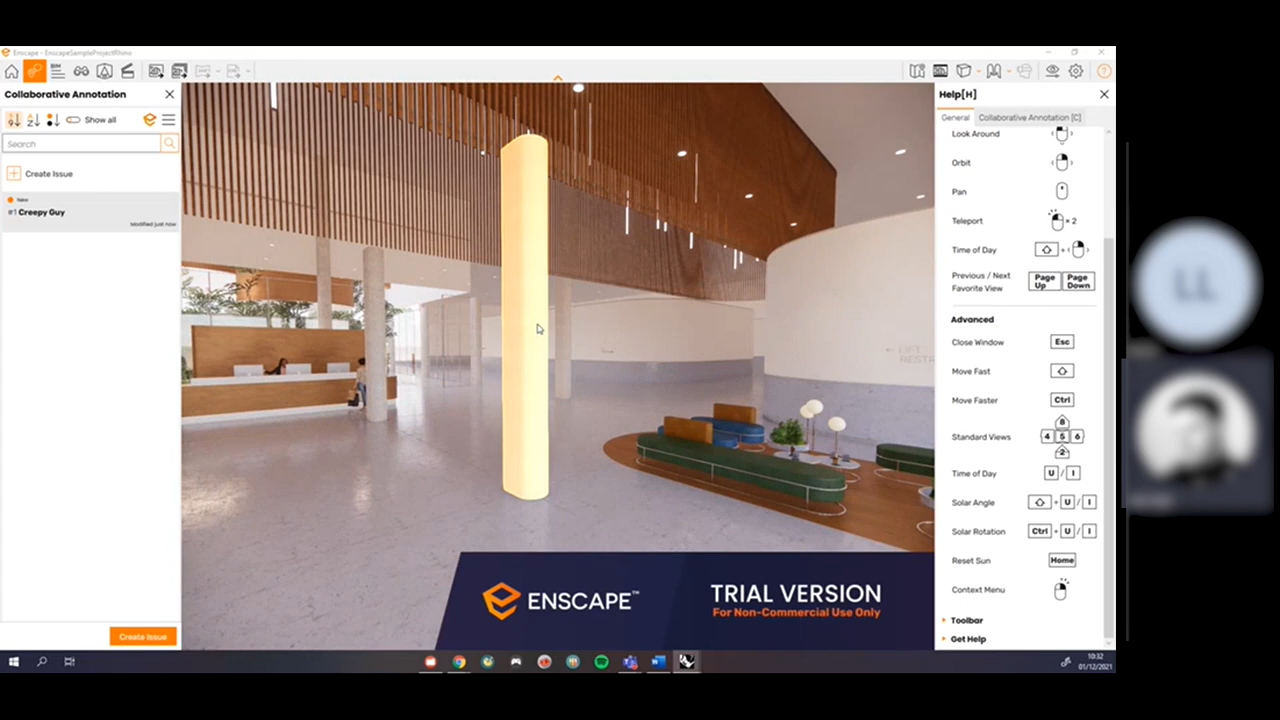 Enscape - EnscapeSampleProjectRhino
Collaborative Annotation
Show all
Search
Create Issue
New
#1 Creepy Guy
Modified just now
Create Issue
LIFT
ENSCAPE™
TRIAL VERSION
For Non-Commercial Use Only
Help[H]
General
Collaborative Annotation [C]
Look Around
Orbit
Pan
Teleport
× 2
Time of Day
+
Previous / Next
Favorite View
Page Up
Page Down
Advanced
Close Window
Esc
Move Fast
Move Faster
Ctrl
8
Standard Views
4 5 6
2
Time of Day
U / I
Solar Angle
+ U / I
Solar Rotation
Ctrl + U / I
Reset Sun
Home
Context Menu
Toolbar
Get Help
10:32
01/12/2021
LL